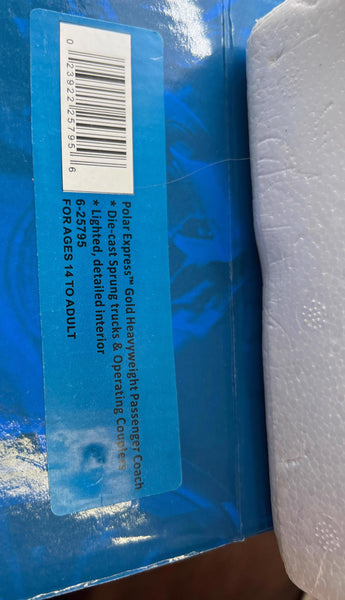 0 23922 25795 6
Polar Express™ Gold Heavyweight Passenger Coach
* Die-cast Sprung trucks & Operating Couplers
* Lighted, detailed interior
6-25795
FOR AGES 14 TO ADULT